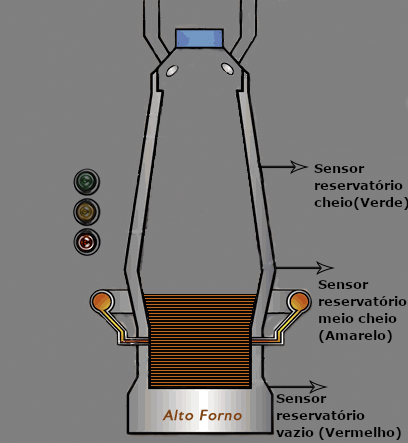 Sensor
reservatório
cheio(Verde)
Sensor
reservatório
meio cheio
(Amarelo)
Sensor
reservatório
vazio (Vermelho)
Alto Forno